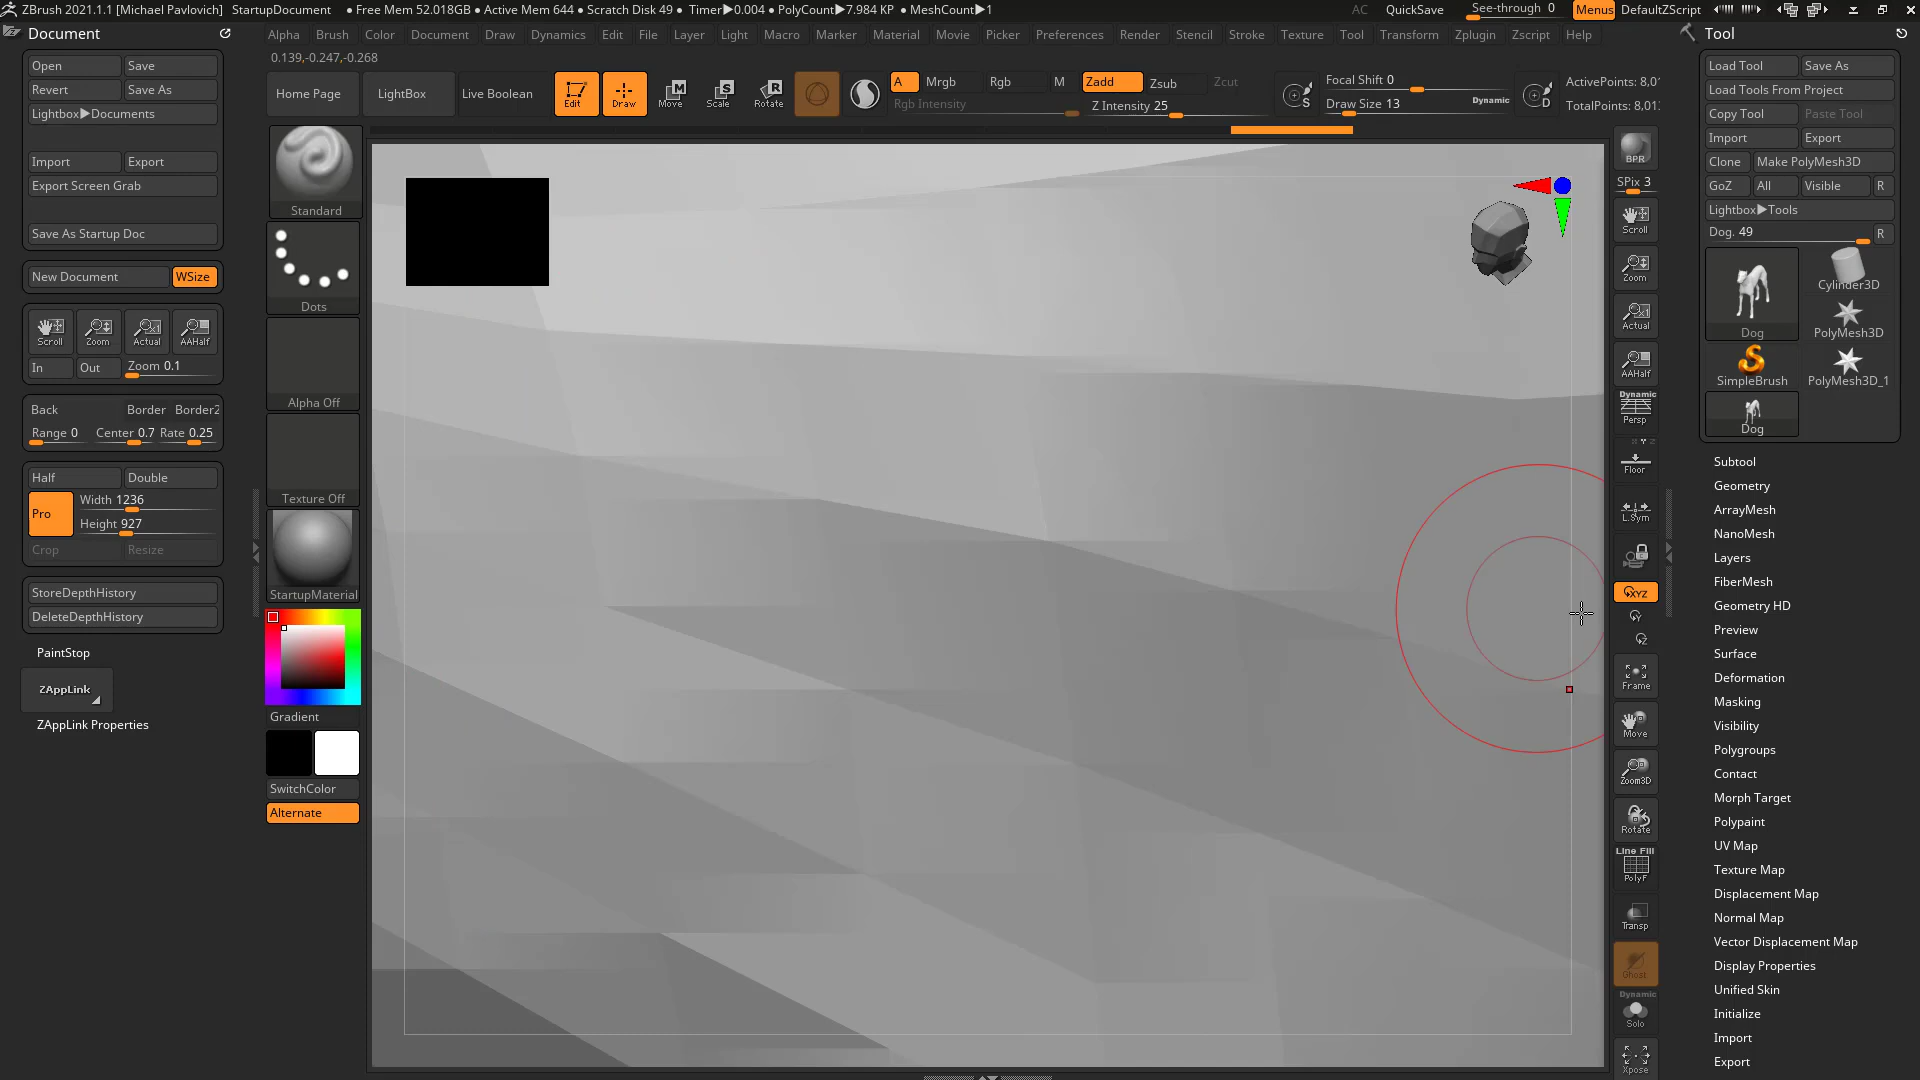 ZBrush 2021.1.1 [Michael Pavlovich] StartupDocument • Free Mem 52.018GB • Active Mem 644 • Scratch Disk 49 • Timer▶0.004 • PolyCount▶7.984 KP • MeshCount▶1 AC QuickSave See-through 0 Menus DefaultZScript
Document
Alpha Brush Color Document Draw Dynamics Edit File Layer Light Macro Marker Material Movie Picker Preferences Render Stencil Stroke Texture Tool Transform Zplugin Zscript Help
Tool
0.139,-0.247,-0.268
Open Save
Revert Save As
Lightbox▶Documents
Import Export
Export Screen Grab
Save As Startup Doc
New Document WSize
Scroll Zoom Actual AAHalf
In Out Zoom 0.1
Back Border Border2
Range 0 Center 0.7 Rate 0.25
Half Double
Pro Width 1236
Height 927
Crop Resize
StoreDepthHistory
DeleteDepthHistory
PaintStop
ZAppLink
ZAppLink Properties
Home Page LightBox Live Boolean Edit Draw Move Scale Rotate
A Mrgb Rgb M Zadd Zsub Zcut
Rgb Intensity Z Intensity 25
S Focal Shift 0
Draw Size 13 Dynamic
D ActivePoints: 8,01
TotalPoints: 8,01
Standard
Dots
Alpha Off
Texture Off
StartupMaterial
Gradient
SwitchColor
Alternate
BPR
SPix 3
Scroll
Zoom
Actual
AAHalf
Dynamic
Persp
Floor
L.Sym
XYZ
Y
Z
Frame
Move
Zoom3D
Rotate
Line Fill
PolyF
Transp
Ghost
Dynamic
Solo
Xpose
Load Tool Save As
Load Tools From Project
Copy Tool Paste Tool
Import Export
Clone Make PolyMesh3D
GoZ All Visible R
Lightbox▶Tools
Dog. 49 R
Dog Cylinder3D
PolyMesh3D
SimpleBrush PolyMesh3D_1
Dog
Subtool
Geometry
ArrayMesh
NanoMesh
Layers
FiberMesh
Geometry HD
Preview
Surface
Deformation
Masking
Visibility
Polygroups
Contact
Morph Target
Polypaint
UV Map
Texture Map
Displacement Map
Normal Map
Vector Displacement Map
Display Properties
Unified Skin
Initialize
Import
Export